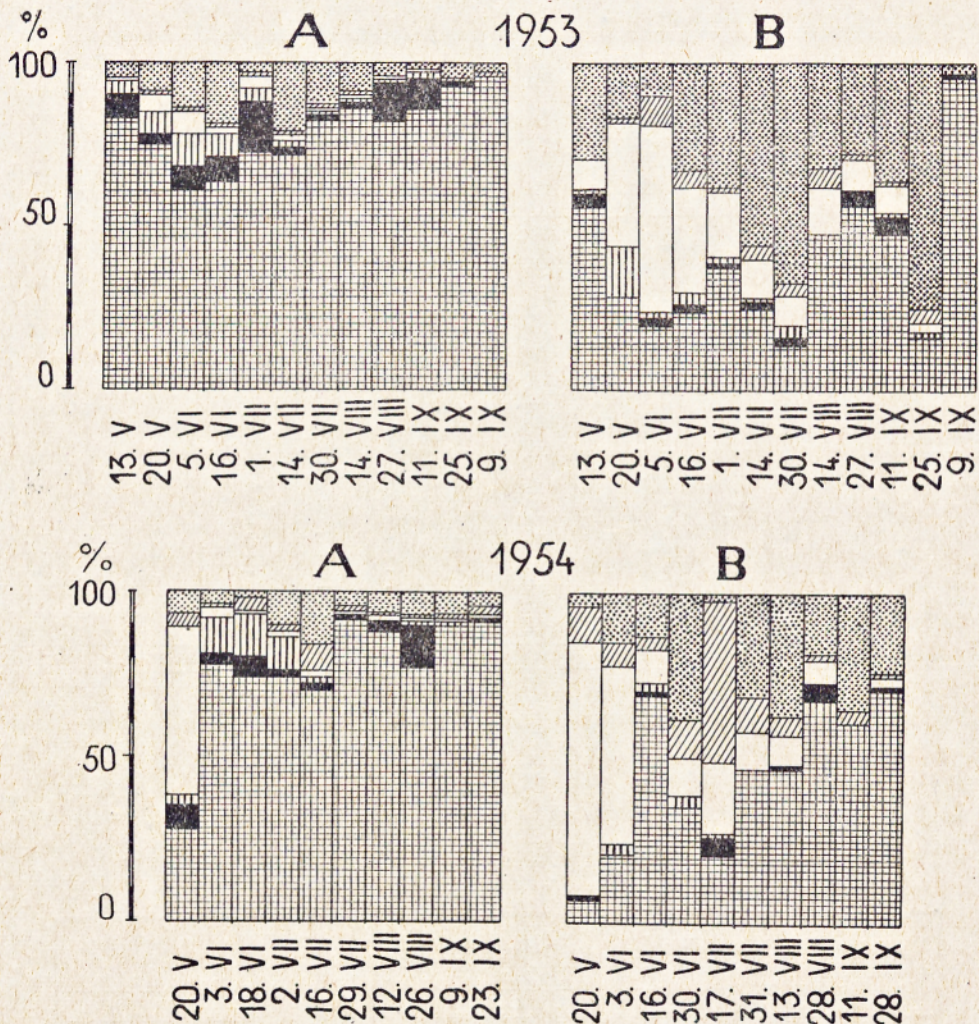 % A 1953 B
100
50
0
13. V 20. V 5. VI 16. VI 1. VII 14. VII 30. VII 14. VIII 27. VIII 11. IX 25. IX 9. IX
13. V 20. V 5. VI 16. VI 1. VII 14. VII 30. VII 14. VIII 27. VIII 11. IX 25. IX 9. IX
% A 1954 B
100
50
0
20. V 3. VI 18. VI 2. VII 16. VII 29. VII 12. VIII 26. VIII 9. IX 23. IX
20. V 3. VI 16. VI 30. VI 17. VII 31. VII 13. VIII 28. VIII 11. IX 28. IX